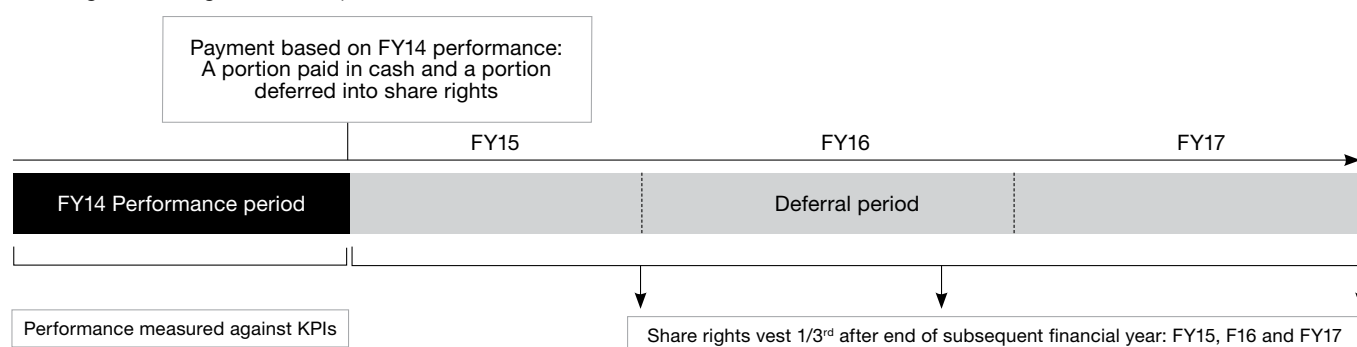 Payment based on FY14 performance:
A portion paid in cash and a portion
deferred into share rights
FY15
FY16
FY17
FY14 Performance period
Deferral period
Performance measured against KPIs
Share rights vest 1/3rd after end of subsequent financial year: FY15, F16 and FY17